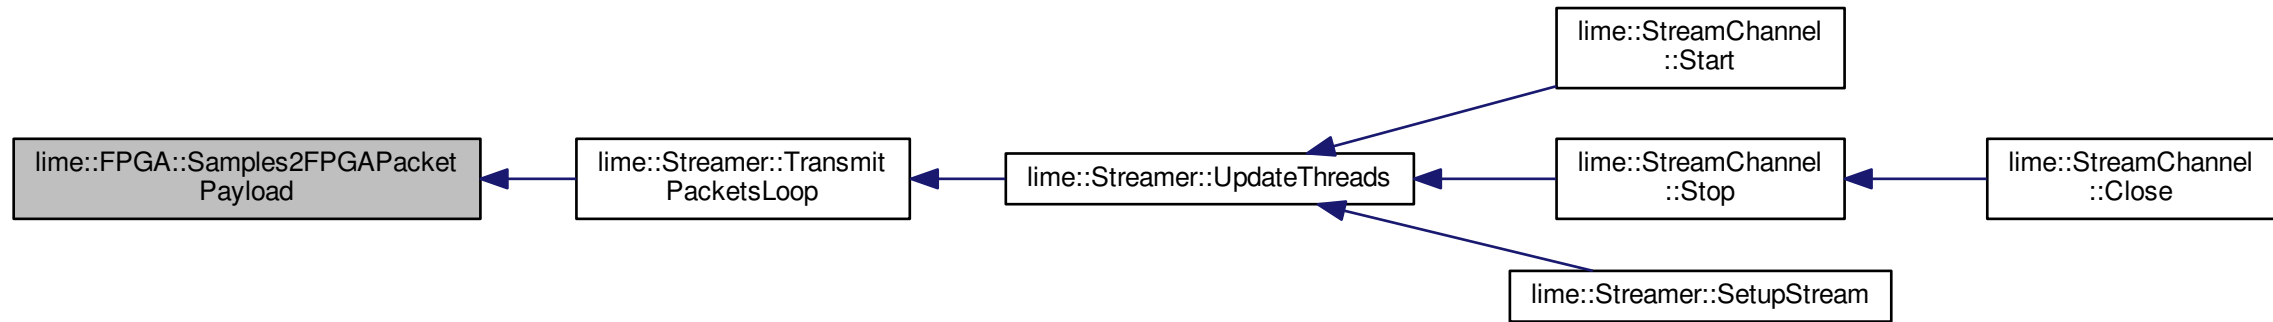 lime::FPGA::Samples2FPGAPacket
Payload
lime::Streamer::Transmit
PacketsLoop
lime::Streamer::UpdateThreads
lime::StreamChannel
::Start
lime::StreamChannel
::Stop
lime::StreamChannel
::Close
lime::Streamer::SetupStream